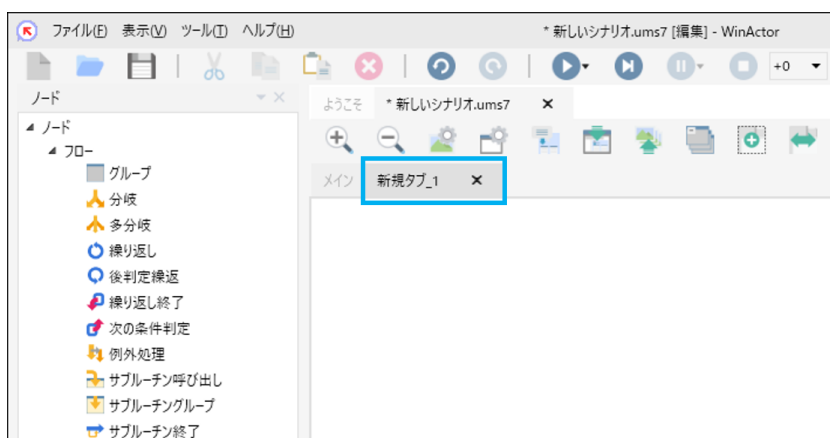 ファイル(F) 表示(V) ツール(T) ヘルプ(H) * 新しいシナリオ.ums7 [編集] - WinActor
+0
ノード
ようこそ * 新しいシナリオ.ums7
ノード
フロー
メイン 新規タブ_1
グループ
分岐
多分岐
繰り返し
後判定繰返
繰り返し終了
次の条件判定
例外処理
サブルーチン呼び出し
サブルーチングループ
サブルーチン終了